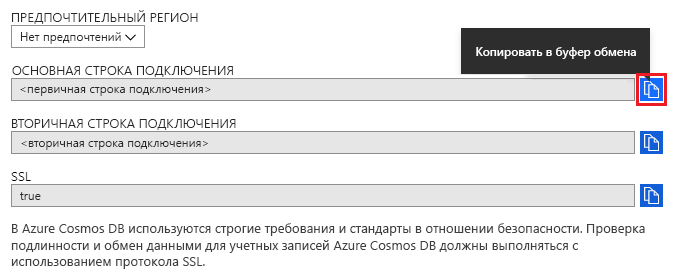 ПРЕДПОЧТИТЕЛЬНЫЙ РЕГИОН
Нет предпочтений
Копировать в буфер обмена
ОСНОВНАЯ СТРОКА ПОДКЛЮЧЕНИЯ
<первичная строка подключения>
ВТОРИЧНАЯ СТРОКА ПОДКЛЮЧЕНИЯ
<вторичная строка подключения>
SSL
true
В Azure Cosmos DB используются строгие требования и стандарты в отношении безопасности. Проверка
подлинности и обмен данными для учетных записей Azure Cosmos DB должны выполняться с
использованием протокола SSL.